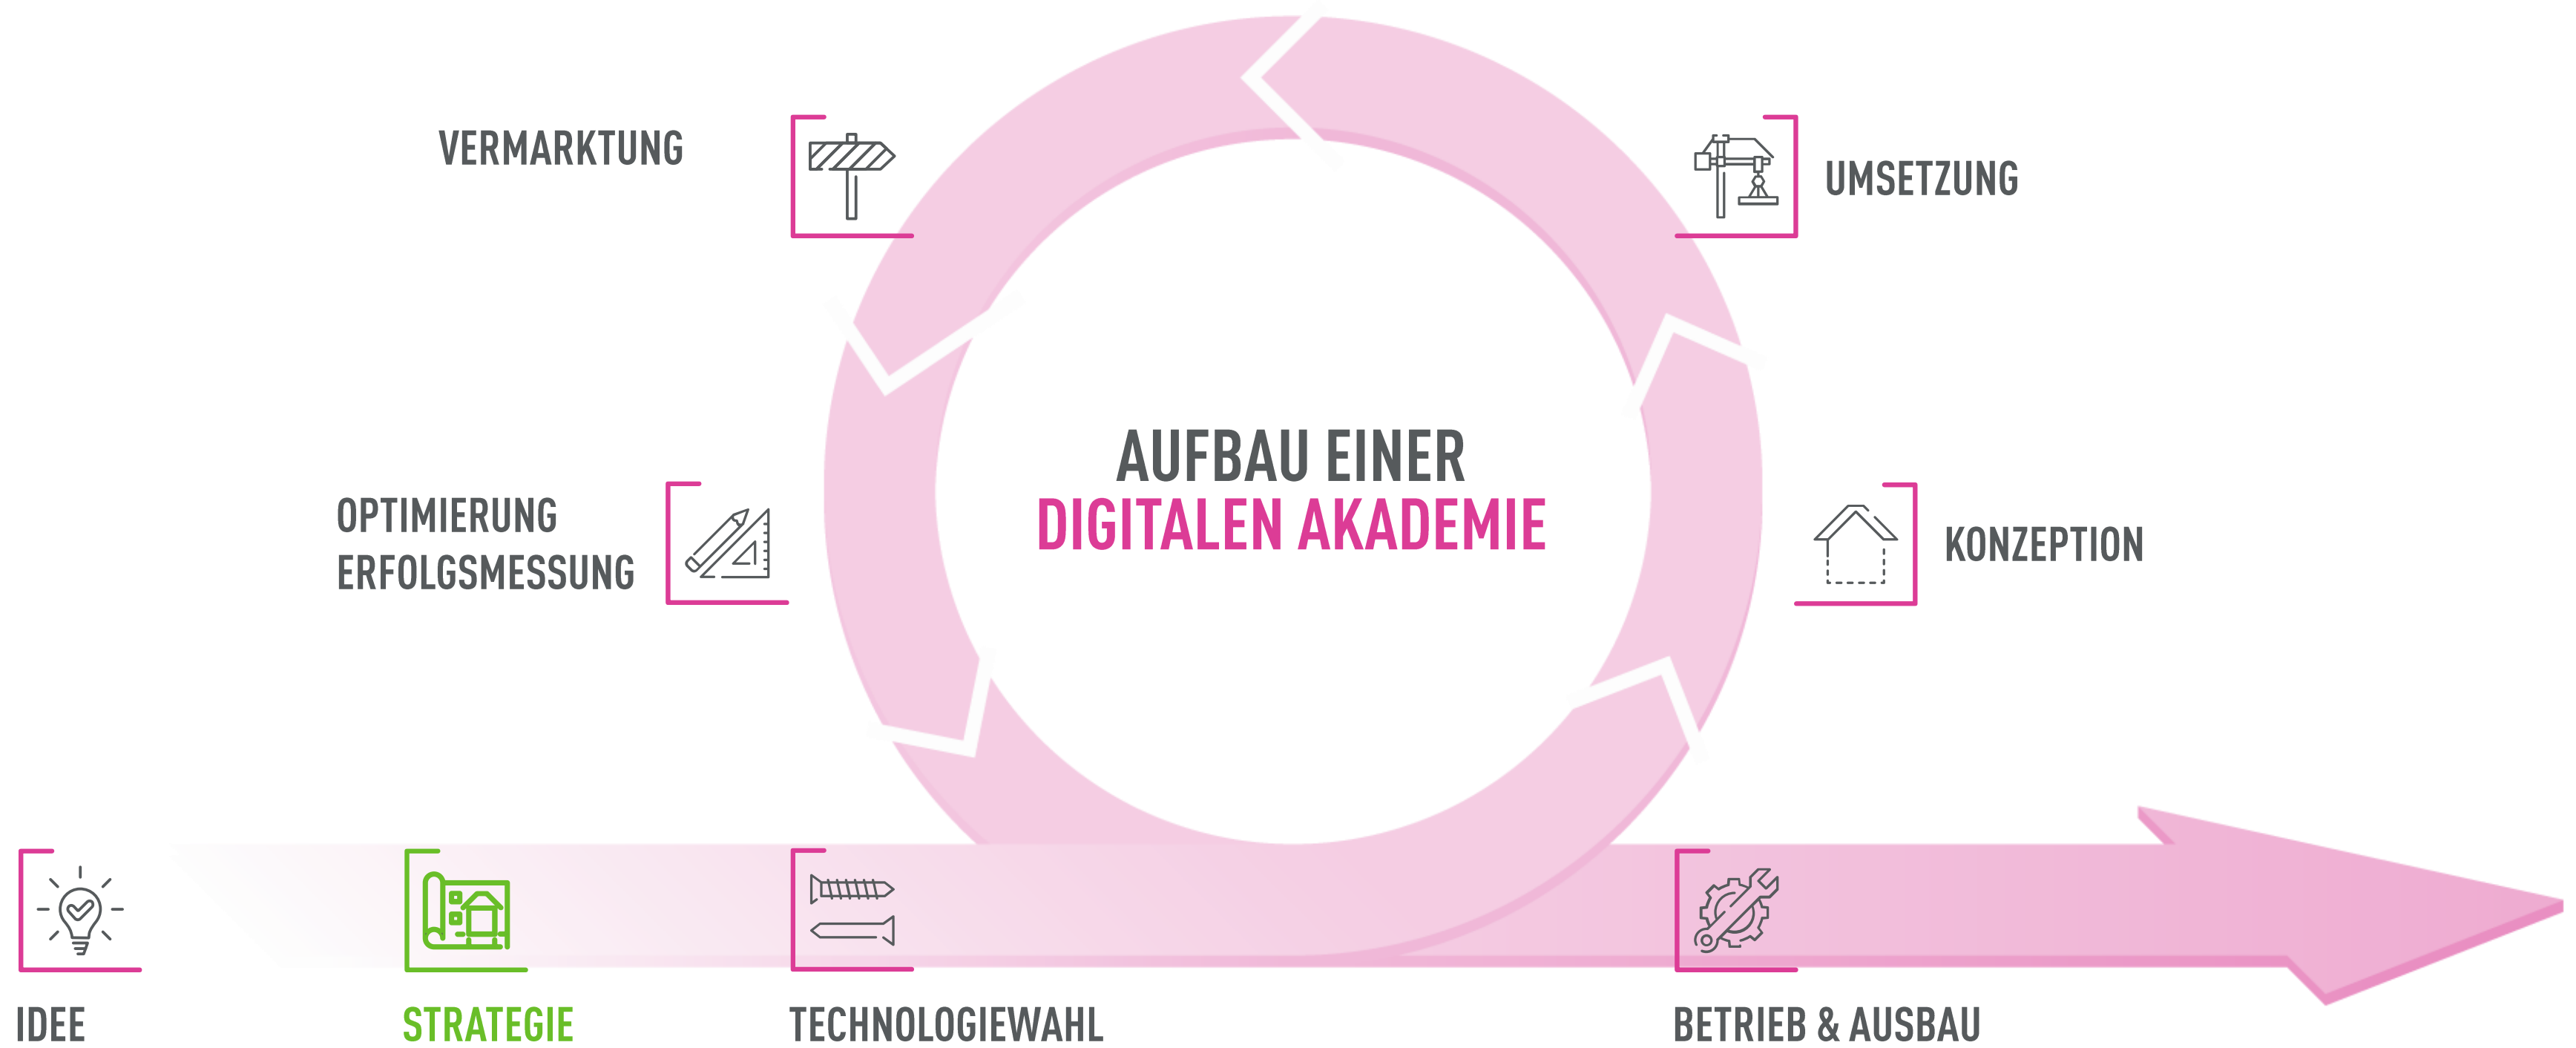 VERMARKTUNG
UMSETZUNG
AUFBAU EINER
DIGITALEN AKADEMIE
OPTIMIERUNG
ERFOLGSMESSUNG
KONZEPTION
IDEE
STRATEGIE
TECHNOLOGIEWAHL
BETRIEB & AUSBAU